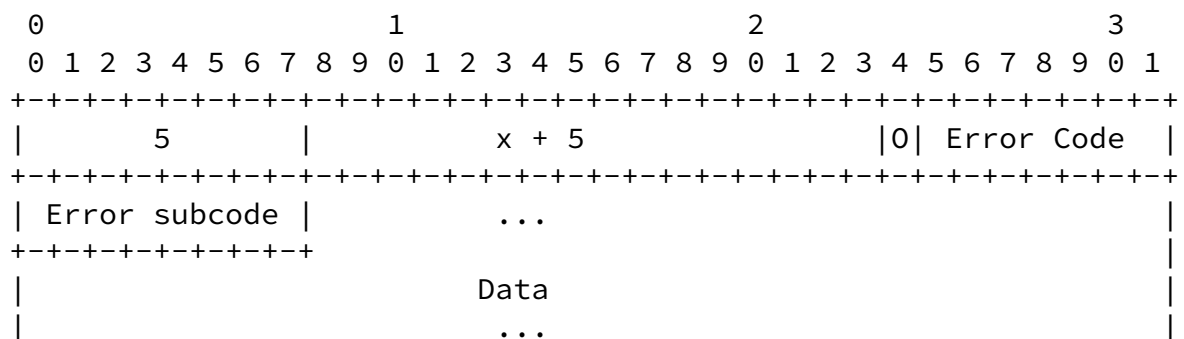 0                   1                   2                   3
 0 1 2 3 4 5 6 7 8 9 0 1 2 3 4 5 6 7 8 9 0 1 2 3 4 5 6 7 8 9 0 1
+-+-+-+-+-+-+-+-+-+-+-+-+-+-+-+-+-+-+-+-+-+-+-+-+-+-+-+-+-+-+-+-+
|       5       |          x + 5                |O| Error Code  |
+-+-+-+-+-+-+-+-+-+-+-+-+-+-+-+-+-+-+-+-+-+-+-+-+-+-+-+-+-+-+-+-+
| Error subcode |          ...                                  |
+-+-+-+-+-+-+-+-+                                               |
|                         Data                                  |
|                          ...                                  |